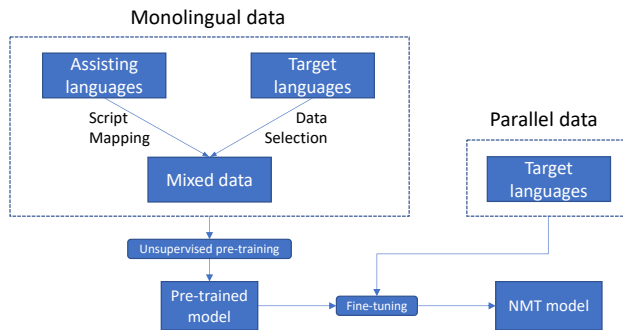 Monolingual data
Assisting
languages
Target
languages
Script
Mapping
Data
Selection
Mixed data
Parallel data
Target
languages
Unsupervised pre-training
Pre-trained
model
Fine-tuning
NMT model